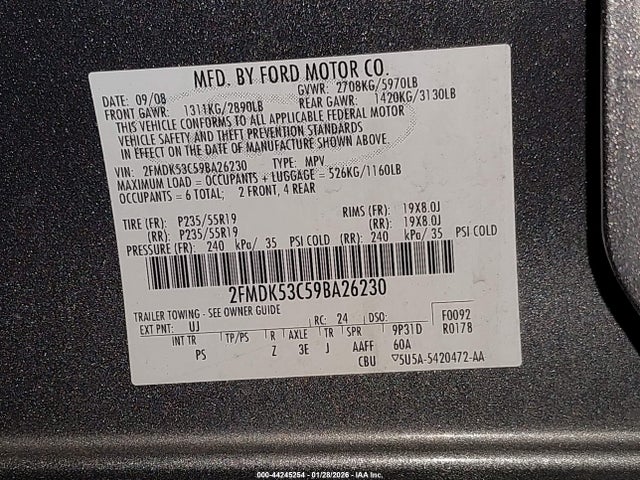 MFD. BY FORD MOTOR CO.
DATE: 09/08 GVWR: 2708KG/5970LB
FRONT GAWR: 1311KG/2890LB REAR GAWR: 1420KG/3130LB
THIS VEHICLE CONFORMS TO ALL APPLICABLE FEDERAL MOTOR
VEHICLE SAFETY AND THEFT PREVENTION STANDARDS
IN EFFECT ON THE DATE OF MANUFACTURE SHOWN ABOVE.
VIN: 2FMDK53C59BA26230 TYPE: MPV
MAXIMUM LOAD = OCCUPANTS + LUGGAGE = 526KG/1160LB
OCCUPANTS = 6 TOTAL; 2 FRONT, 4 REAR
TIRE (FR): P235/55R19 RIMS (FR): 19X8.0J
(RR): P235/55R19 (RR): 19X8.0J
PRESSURE (FR): 240 kPa/ 35 PSI COLD (RR): 240 kPa/ 35 PSI COLD
2FMDK53C59BA26230
TRAILER TOWING - SEE OWNER GUIDE
EXT PNT: UJ RC: 24 DSO: F0092
INT TR TP/PS R AXLE TR SPR 9P31D R0178
PS Z 3E J AAFF 60A
CBU ▽5U5A-5420472-AA
000-44245254 | 01/28/2026 - IAA Inc.